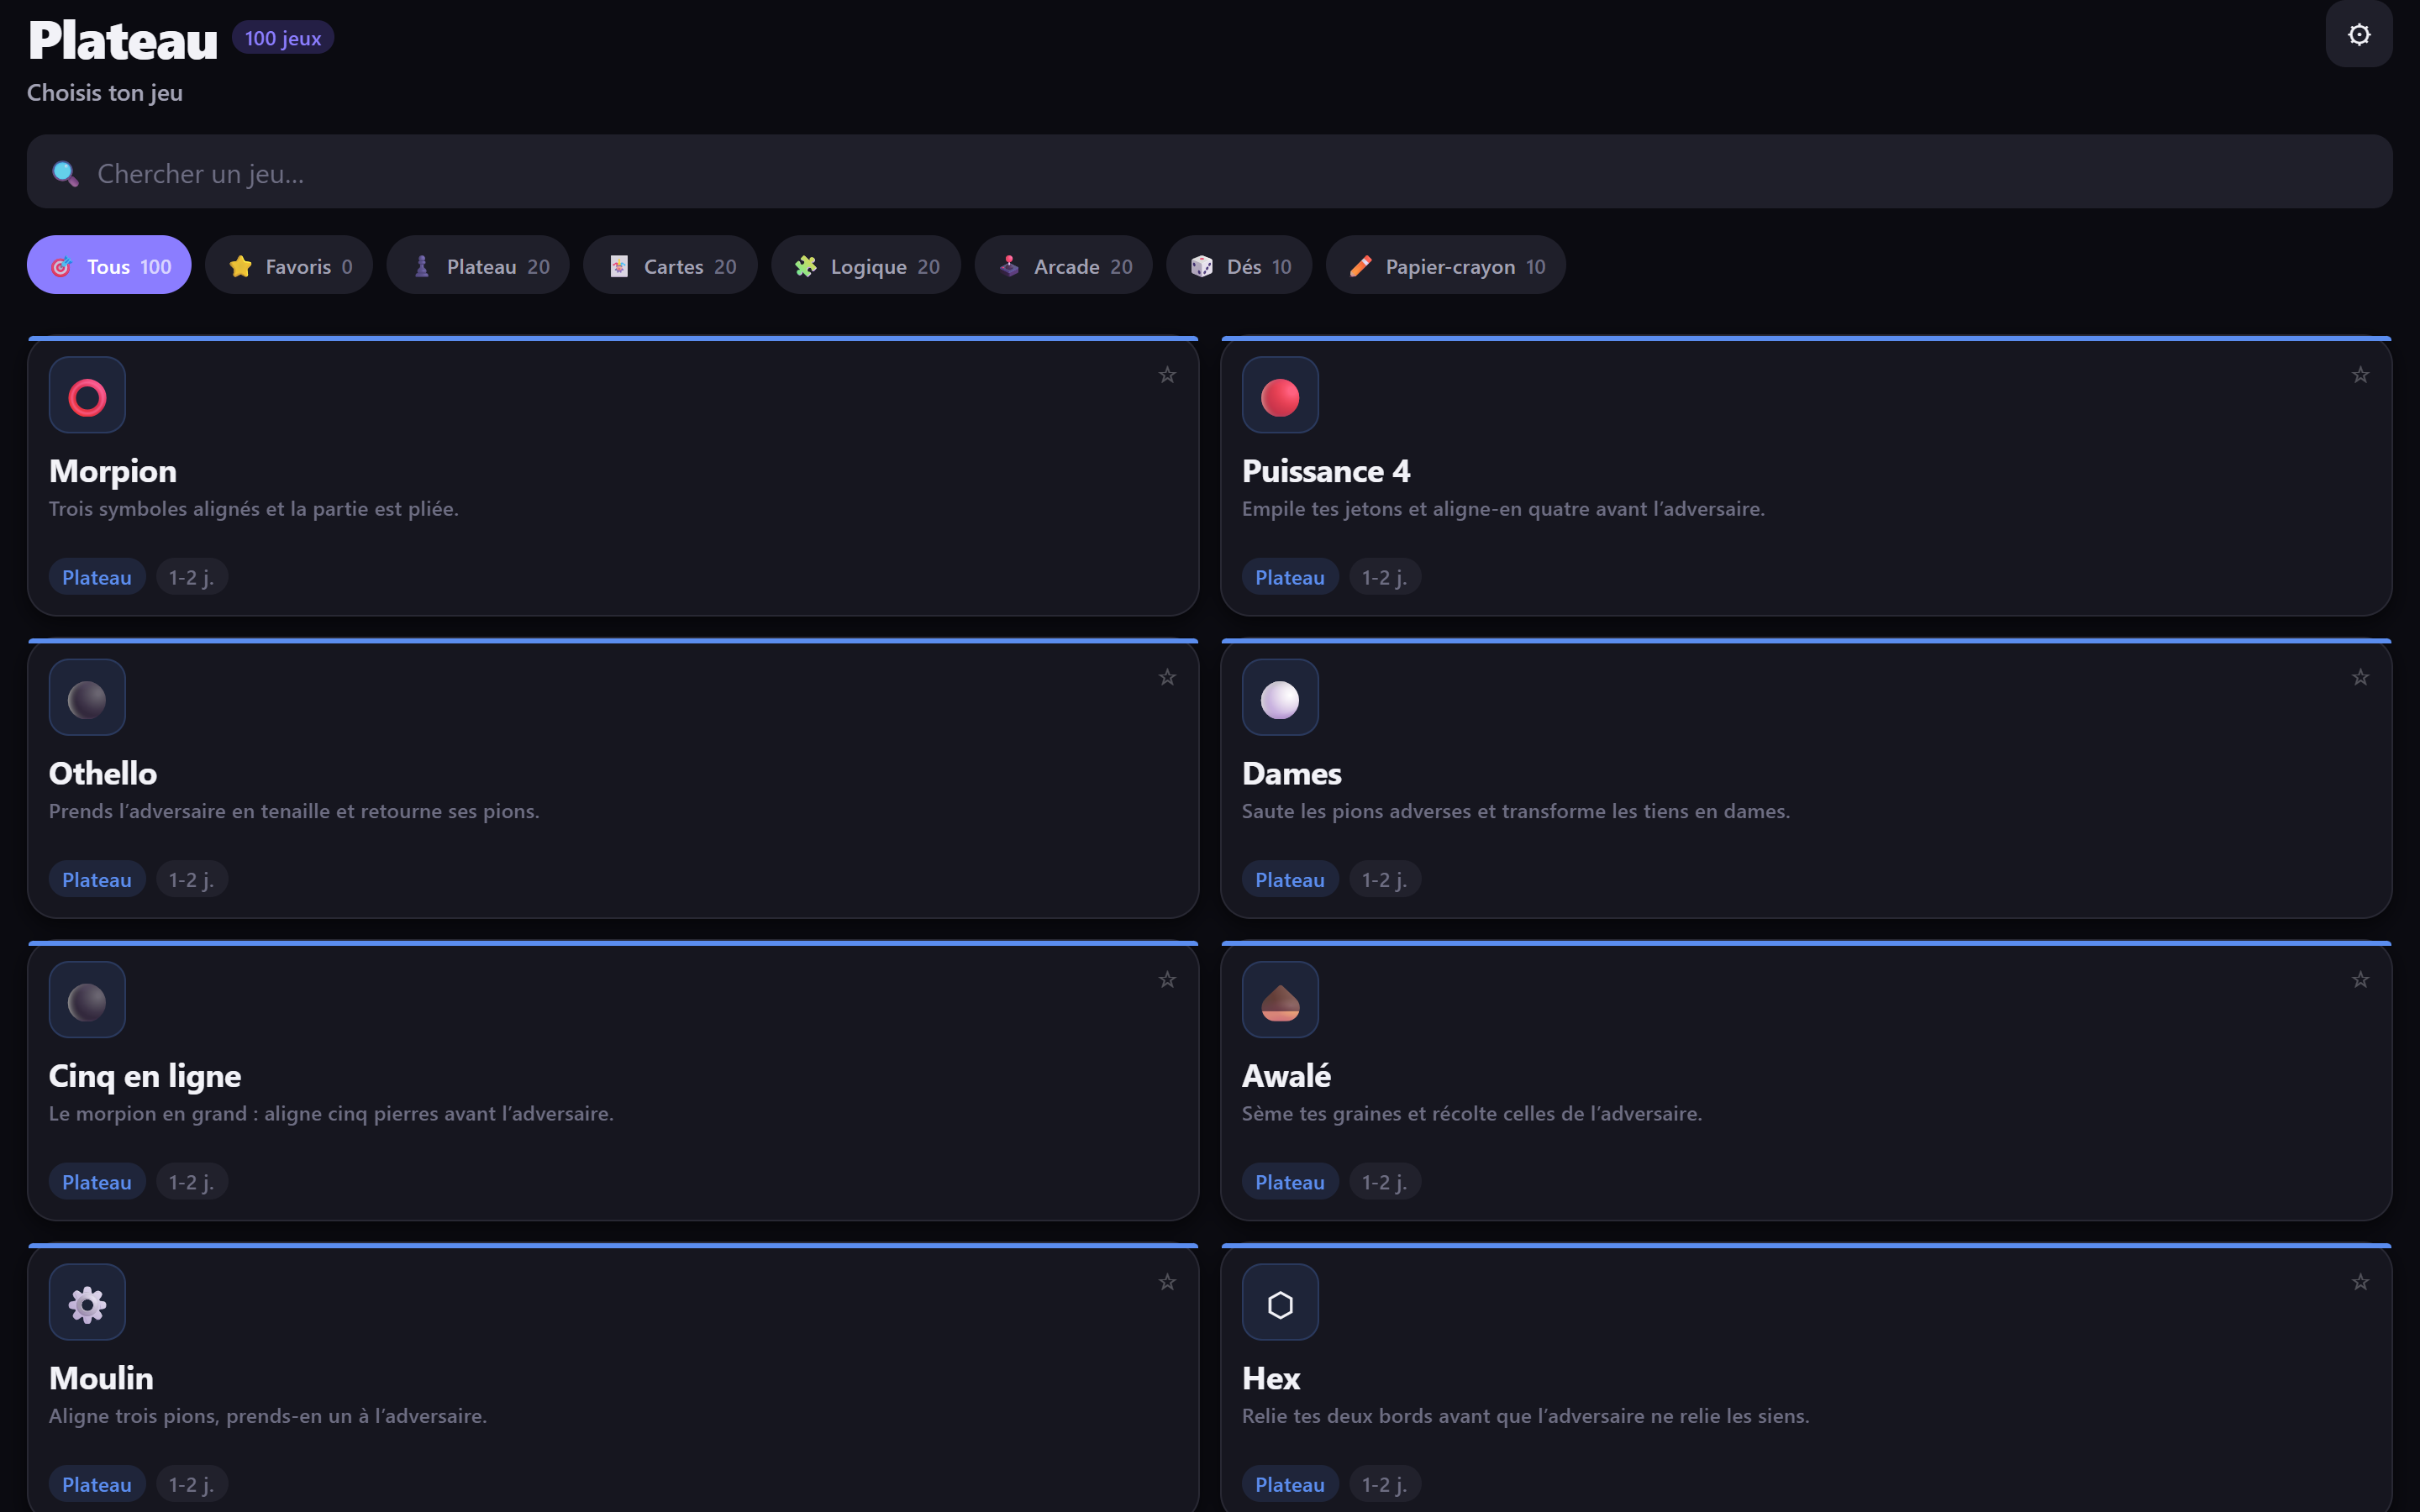 Plateau 100 jeux
Choisis ton jeu
Chercher un jeu...
Tous 100 Favoris 0 Plateau 20 Cartes 20 Logique 20 Arcade 20 Dés 10 Papier-crayon 10
Morpion
Trois symboles alignés et la partie est pliée.
Plateau 1-2 j.
Puissance 4
Empile tes jetons et aligne-en quatre avant l’adversaire.
Plateau 1-2 j.
Othello
Prends l’adversaire en tenaille et retourne ses pions.
Plateau 1-2 j.
Dames
Saute les pions adverses et transforme les tiens en dames.
Plateau 1-2 j.
Cinq en ligne
Le morpion en grand : aligne cinq pierres avant l’adversaire.
Plateau 1-2 j.
Awalé
Sème tes graines et récolte celles de l’adversaire.
Plateau 1-2 j.
Moulin
Aligne trois pions, prends-en un à l’adversaire.
Plateau 1-2 j.
Hex
Relie tes deux bords avant que l’adversaire ne relie les siens.
Plateau 1-2 j.